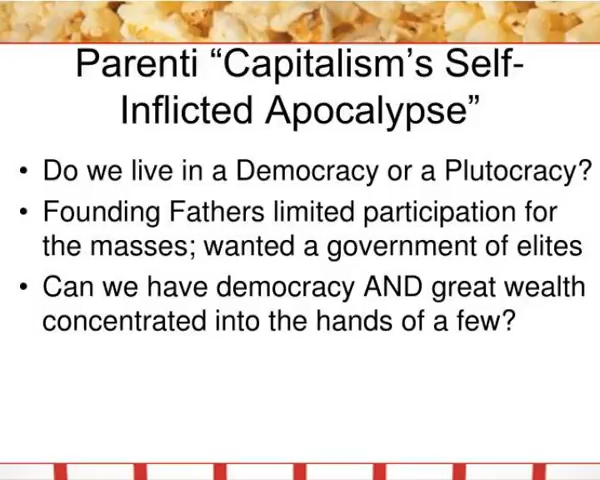 Parenti “Capitalism’s Self-
Inflicted Apocalypse”
• Do we live in a Democracy or a Plutocracy?
• Founding Fathers limited participation for
the masses; wanted a government of elites
• Can we have democracy AND great wealth
concentrated into the hands of a few?